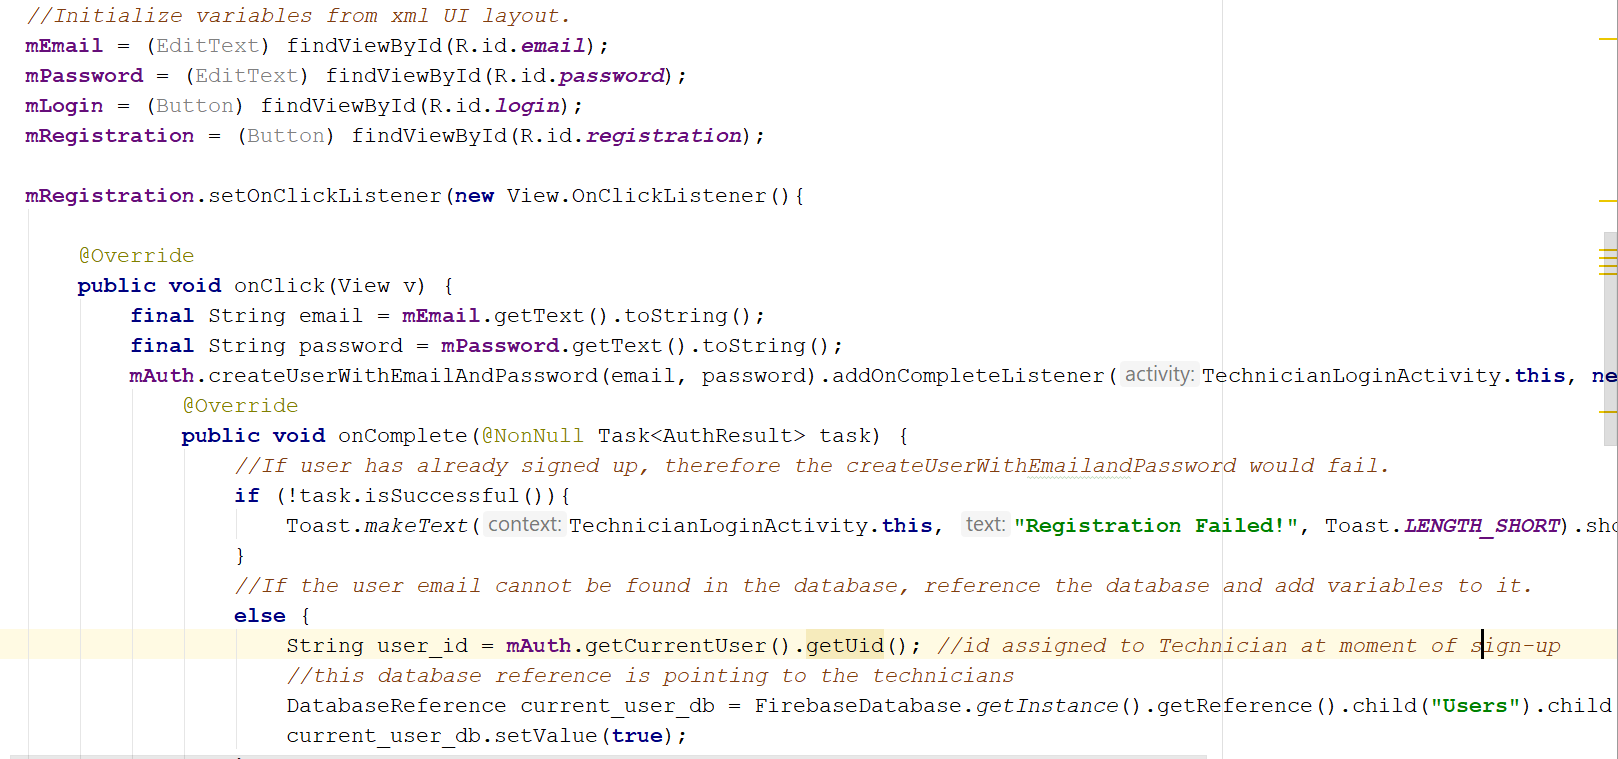 //Initialize variables from xml UI layout.
mEmail = (EditText) findViewById(R.id.email);
mPassword = (EditText) findViewById(R.id.password);
mLogin = (Button) findViewById(R.id.login);
mRegistration = (Button) findViewById(R.id.registration);
mRegistration.setOnClickListener(new View.OnClickListener(){
@Override
public void onClick(View v) {
final String email = mEmail.getText().toString();
final String password = mPassword.getText().toString();
mAuth.createUserWithEmailAndPassword(email, password).addOnCompleteListener( activity: TechnicianLoginActivity.this, ne
@Override
public void onComplete(@NonNull Task<AuthResult> task) {
//If user has already signed up, therefore the createUserWithEmailandPassword would fail.
if (!task.isSuccessful()){
Toast.makeText( context: TechnicianLoginActivity.this, text: "Registration Failed!", Toast.LENGTH_SHORT).sho
}
//If the user email cannot be found in the database, reference the database and add variables to it.
else {
String user_id = mAuth.getCurrentUser().getUid(); //id assigned to Technician at moment of sign-up
//this database reference is pointing to the technicians
DatabaseReference current_user_db = FirebaseDatabase.getInstance().getReference().child("Users").child
current_user_db.setValue(true);